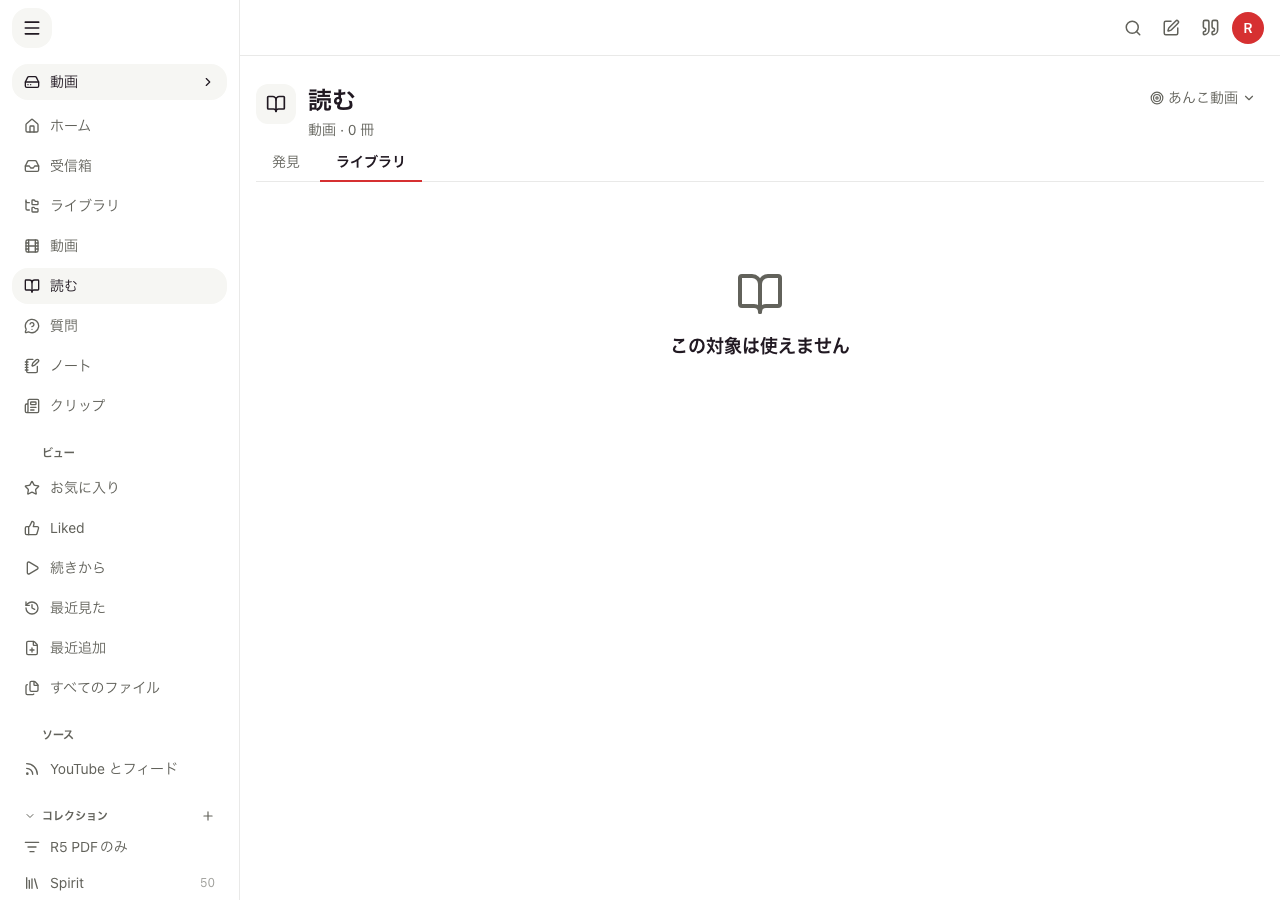 動画
ホーム
受信箱
ライブラリ
動画
読む
質問
ノート
クリップ
ビュー
お気に入り
Liked
続きから
最近見た
最近追加
すべてのファイル
ソース
YouTube とフィード
コレクション
R5 PDFのみ
Spirit 50
R
読む
動画 · 0 冊
あんこ動画
発見 ライブラリ
この対象は使えません